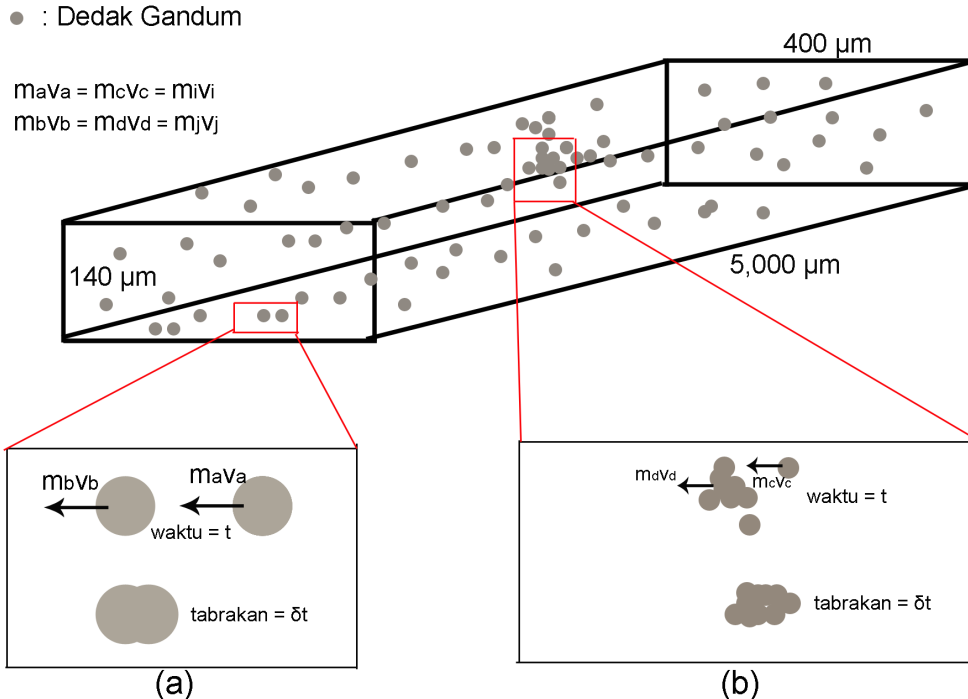 : Dedak Gandum
mava = mcvc = mivi
mbvb = mdvd = mjvj
400 µm
140 µm
5,000 µm
mbvb
mava
waktu = t
tabrakan = δt
(a)
mdvd
mcvc
waktu = t
tabrakan = δt
(b)